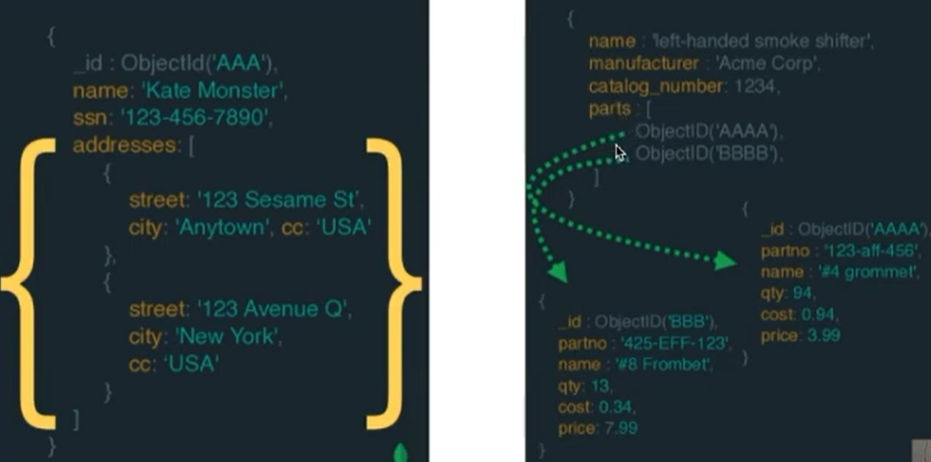 {
_id : ObjectId('AAA'),
name: 'Kate Monster',
ssn: '123-456-7890',
addresses: [
{
street: '123 Sesame St',
city: 'Anytown', cc: 'USA'
},
{
street: '123 Avenue Q',
city: 'New York',
cc: 'USA'
}
]
}
{
name : 'left-handed smoke shifter',
manufacturer : 'Acme Corp',
catalog_number: 1234,
parts : [
ObjectID('AAAA'),
ObjectID('BBBB'),
]
}
{
_id : ObjectID('AAAA'),
partno : '123-aff-456',
name : '#4 grommet',
qty: 94,
cost: 0.94,
price: 3.99
}
{
_id : ObjectID('BBB'),
partno : '425-EFF-123',
name : '#8 Frombet',
qty: 13,
cost: 0.34,
price: 7.99
}